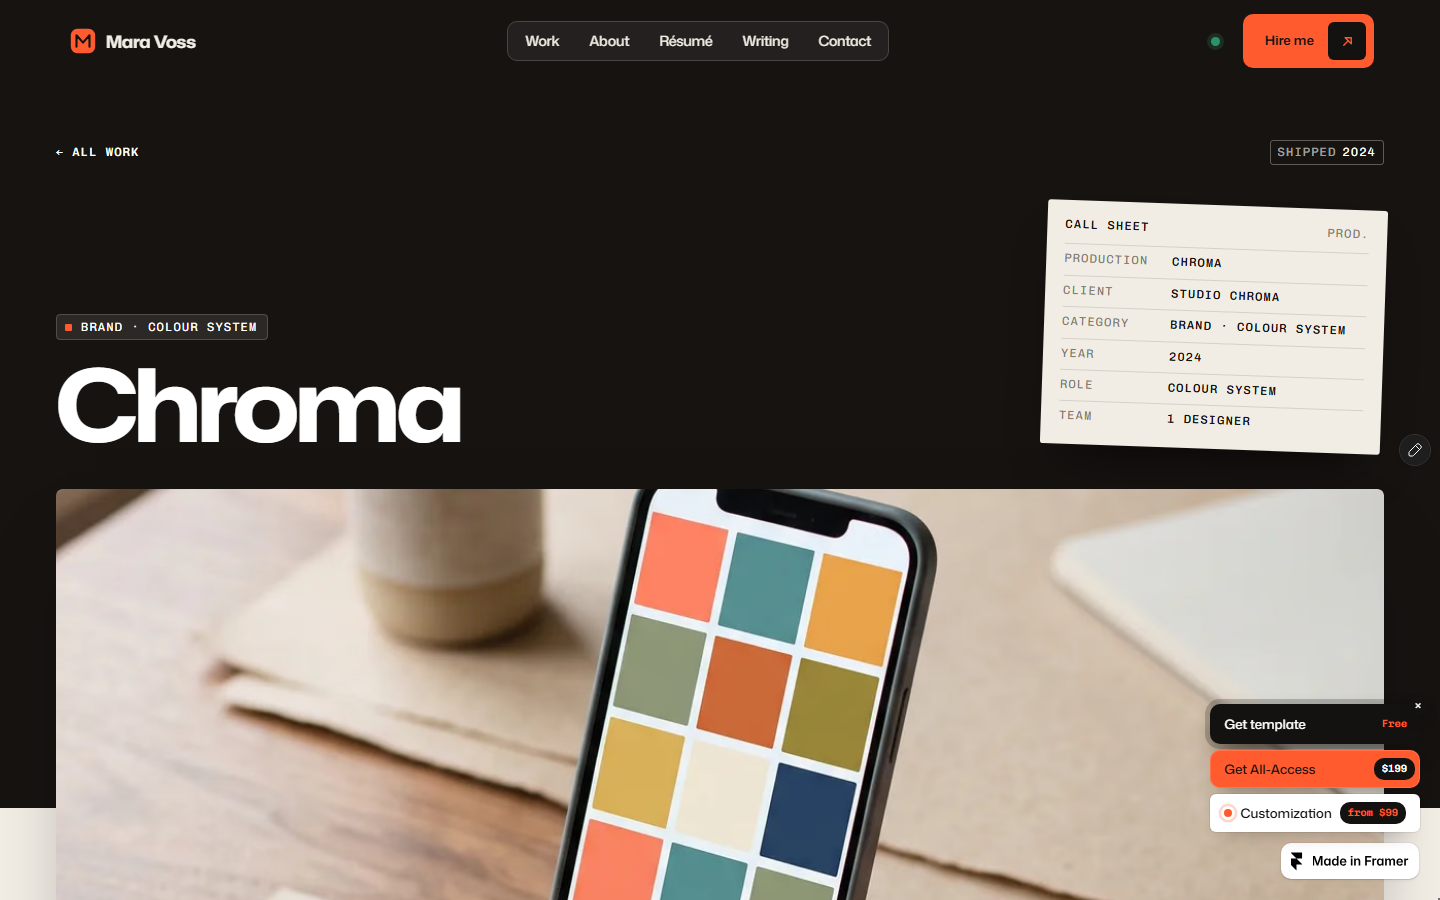 Mara Voss
Work
About
Résumé
Writing
Contact
Hire me
← ALL WORK
SHIPPED 2024
CALL SHEET
PROD.
PRODUCTION CHROMA
CLIENT STUDIO CHROMA
CATEGORY BRAND · COLOUR SYSTEM
YEAR 2024
ROLE COLOUR SYSTEM
TEAM 1 DESIGNER
BRAND · COLOUR SYSTEM
Chroma
Get template Free
Get All-Access $199
Customization from $99
Made in Framer